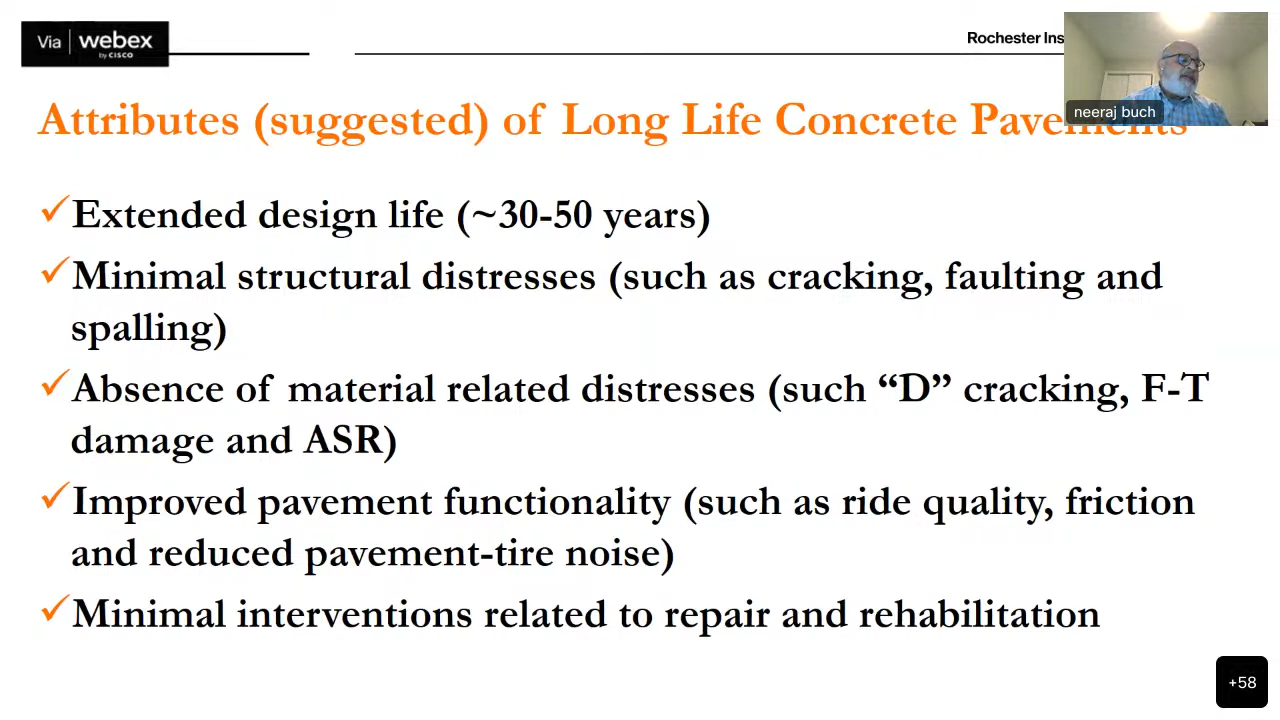 Via | webex
by CISCO
Rochester Ins
neeraj buch
Attributes (suggested) of Long Life Concrete Pavements
Extended design life (~30-50 years)
Minimal structural distresses (such as cracking, faulting and
spalling)
Absence of material related distresses (such “D” cracking, F-T
damage and ASR)
Improved pavement functionality (such as ride quality, friction
and reduced pavement-tire noise)
Minimal interventions related to repair and rehabilitation
+58